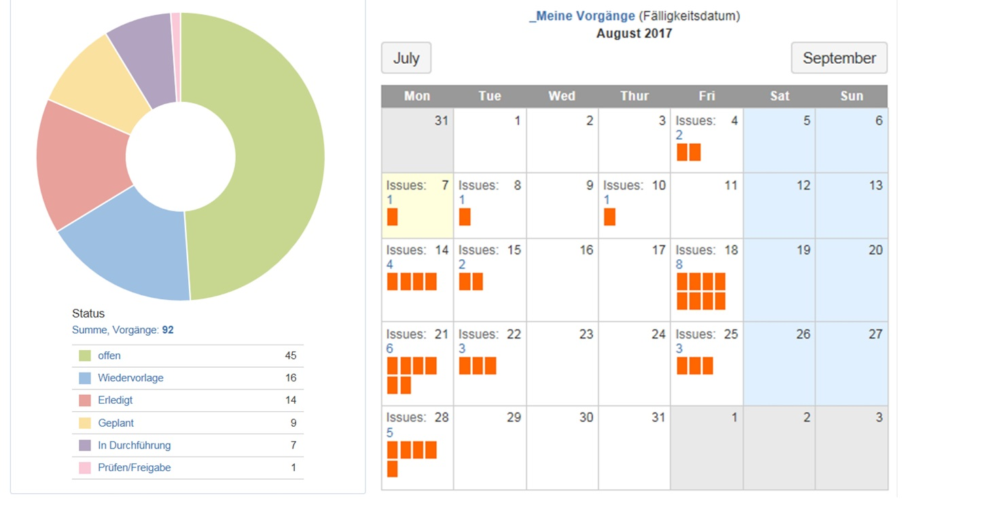 Status
Summe, Vorgänge: 92
offen 45
Wiedervorlage 16
Erledigt 14
Geplant 9
In Durchführung 7
Prüfen/Freigabe 1
_Meine Vorgänge (Fälligkeitsdatum)
August 2017
July September
Mon Tue Wed Thur Fri Sat Sun
31 1 2 3 Issues: 4 5 6
2
Issues: 7 Issues: 8 9 Issues: 10 11 12 13
1 1 1
Issues: 14 Issues: 15 16 17 Issues: 18 19 20
4 2 8
Issues: 21 Issues: 22 23 24 Issues: 25 26 27
6 3 3
Issues: 28 29 30 31 1 2 3
5